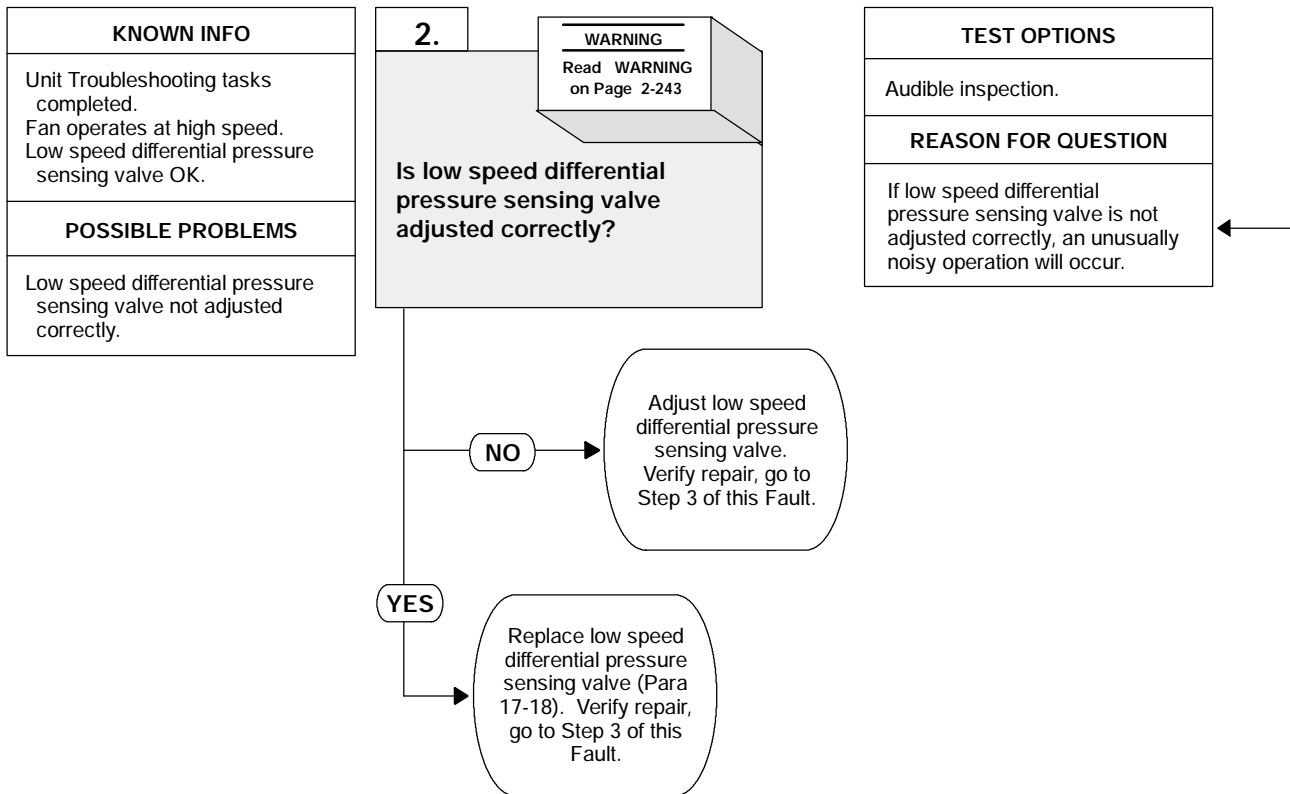 KNOWN INFO
Unit Troubleshooting tasks
completed.
Fan operates at high speed.
Low speed differential pressure
sensing valve OK.
POSSIBLE PROBLEMS
Low speed differential pressure
sensing valve not adjusted
correctly.
2.
WARNING
Read WARNING
on Page 2-243
Is low speed differential
pressure sensing valve
adjusted correctly?
TEST OPTIONS
Audible inspection.
REASON FOR QUESTION
If low speed differential
pressure sensing valve is not
adjusted correctly, an unusually
noisy operation will occur.
NO
Adjust low speed
differential pressure
sensing valve.
Verify repair, go to
Step 3 of this Fault.
YES
Replace low speed
differential pressure
sensing valve (Para
17-18). Verify repair,
go to Step 3 of this
Fault.